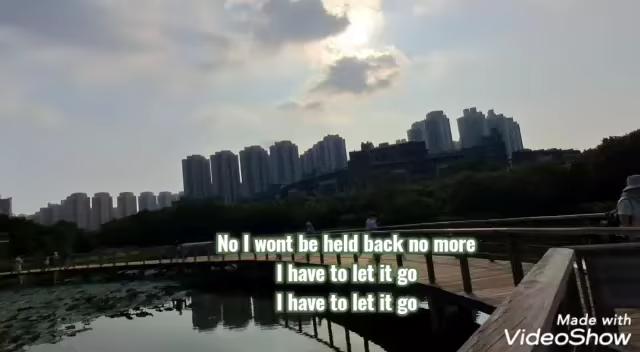 No I wont be held back no more
I have to let it go
I have to let it go
Made with
VideoShow